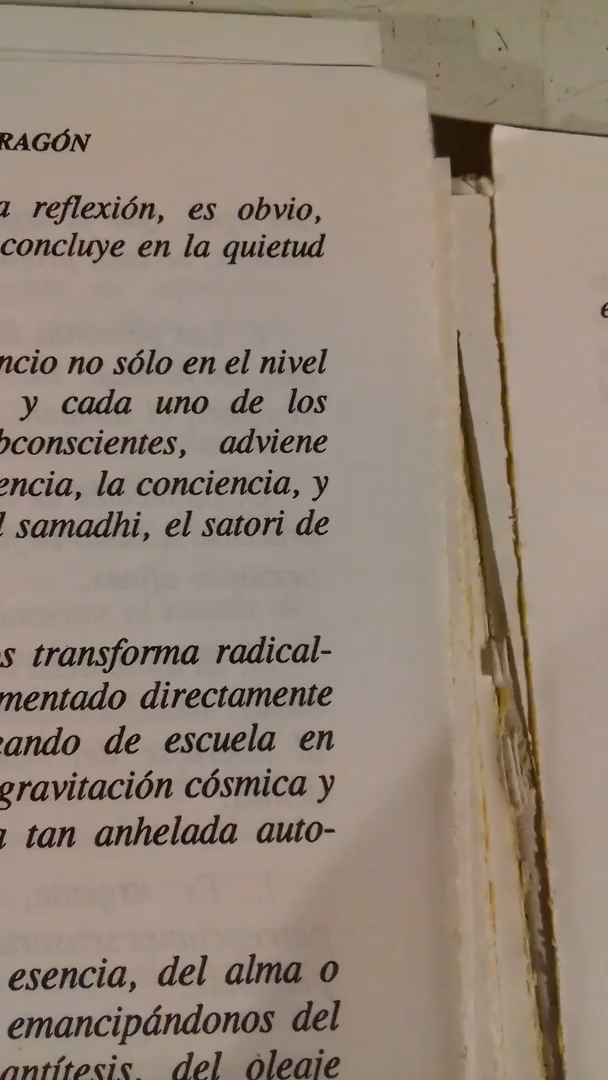 RAGÓN
a reflexión, es obvio,
concluye en la quietud
ncio no sólo en el nivel
y cada uno de los
bconscientes, adviene
encia, la conciencia, y
l samadhi, el satori de
s transforma radical-
mentado directamente
ando de escuela en
gravitación cósmica y
a tan anhelada auto-
esencia, del alma o
emancipándonos del
antítesis, del oleaje